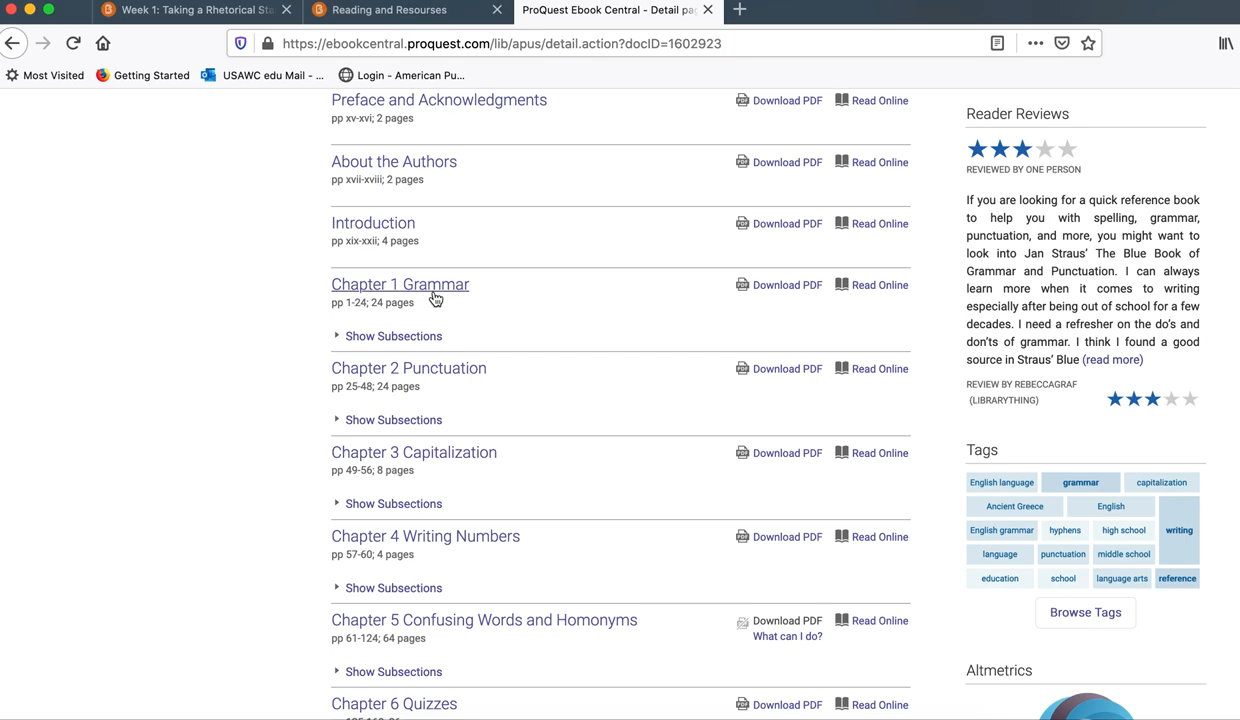 Week 1: Taking a Rhetorical Sta
Reading and Resourses
ProQuest Ebook Central - Detail pa
https://ebookcentral.proquest.com/lib/apus/detail.action?docID=1602923
Most Visited
Getting Started
USAWC edu Mail - ...
Login - American Pu...
Preface and Acknowledgments
Download PDF
Read Online
pp xv-xvi; 2 pages
About the Authors
Download PDF
Read Online
pp xvii-xviii; 2 pages
Introduction
Download PDF
Read Online
pp xix-xxii; 4 pages
Chapter 1 Grammar
Download PDF
Read Online
pp 1-24; 24 pages
Show Subsections
Chapter 2 Punctuation
Download PDF
Read Online
pp 25-48; 24 pages
Show Subsections
Chapter 3 Capitalization
Download PDF
Read Online
pp 49-56; 8 pages
Show Subsections
Chapter 4 Writing Numbers
Download PDF
Read Online
pp 57-60; 4 pages
Show Subsections
Chapter 5 Confusing Words and Homonyms
Download PDF
Read Online
pp 61-124; 64 pages
What can I do?
Show Subsections
Chapter 6 Quizzes
Download PDF
Read Online
Reader Reviews
REVIEWED BY ONE PERSON
If you are looking for a quick reference book
to help you with spelling, grammar,
punctuation, and more, you might want to
look into Jan Straus' The Blue Book of
Grammar and Punctuation. I can always
learn more when it comes to writing
especially after being out of school for a few
decades. I need a refresher on the do's and
don'ts of grammar. I think I found a good
source in Straus' Blue (read more)
REVIEW BY REBECCAGRAF
(LIBRARYTHING)
Tags
English language
grammar
capitalization
Ancient Greece
English
English grammar
hyphens
high school
writing
language
punctuation
middle school
education
school
language arts
reference
Browse Tags
Altmetrics